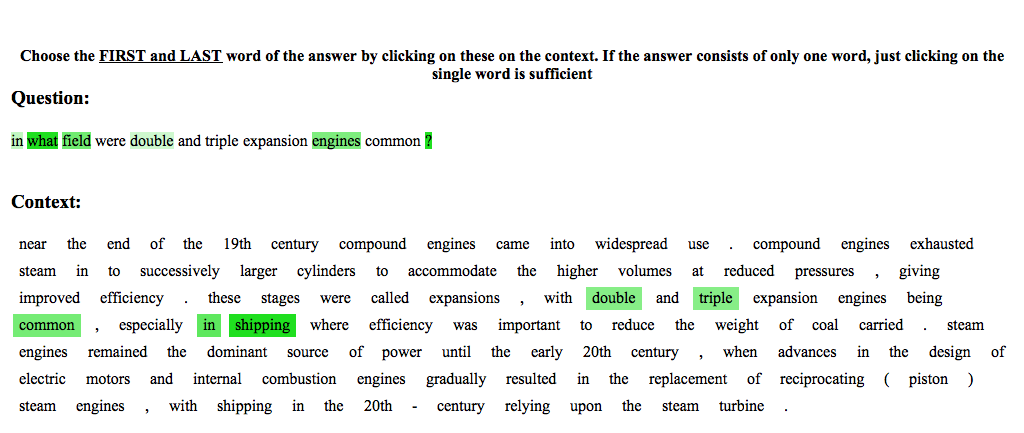 Choose the FIRST and LAST word of the answer by clicking on these on the context. If the answer consists of only one word, just clicking on the
single word is sufficient
Question:
in what field were double and triple expansion engines common ?
Context:
near the end of the 19th century compound engines came into widespread use . compound engines exhausted
steam in to successively larger cylinders to accommodate the higher volumes at reduced pressures , giving
improved efficiency . these stages were called expansions , with double and triple expansion engines being
common , especially in shipping where efficiency was important to reduce the weight of coal carried . steam
engines remained the dominant source of power until the early 20th century , when advances in the design of
electric motors and internal combustion engines gradually resulted in the replacement of reciprocating ( piston )
steam engines , with shipping in the 20th - century relying upon the steam turbine .